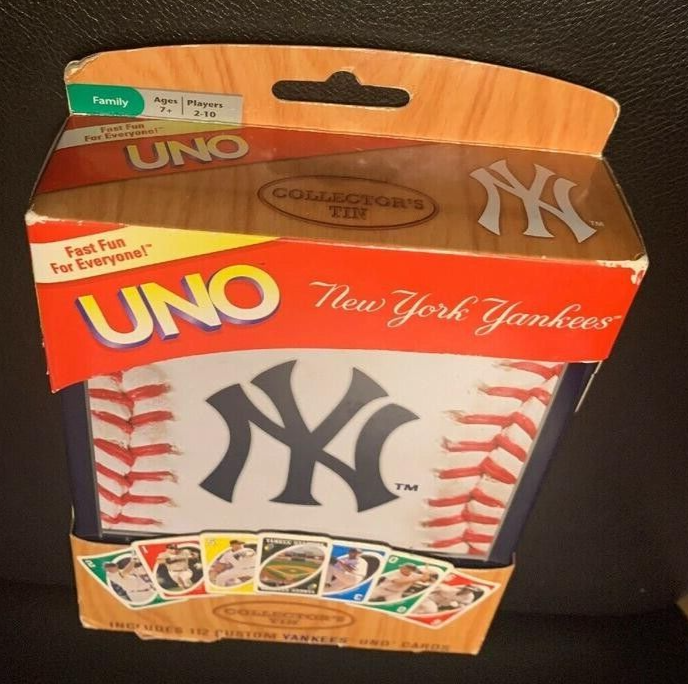 Family
Ages 7+
Players 2-10
Fast Fun
For Everyone!
UNO
COLLECTOR'S
TIN
NY
TM
Fast Fun
For Everyone!™
UNO
New York Yankees™
NY
TM
COLLECTOR'S
TIN
INCLUDES 112 CUSTOM YANKEES UNO CARDS